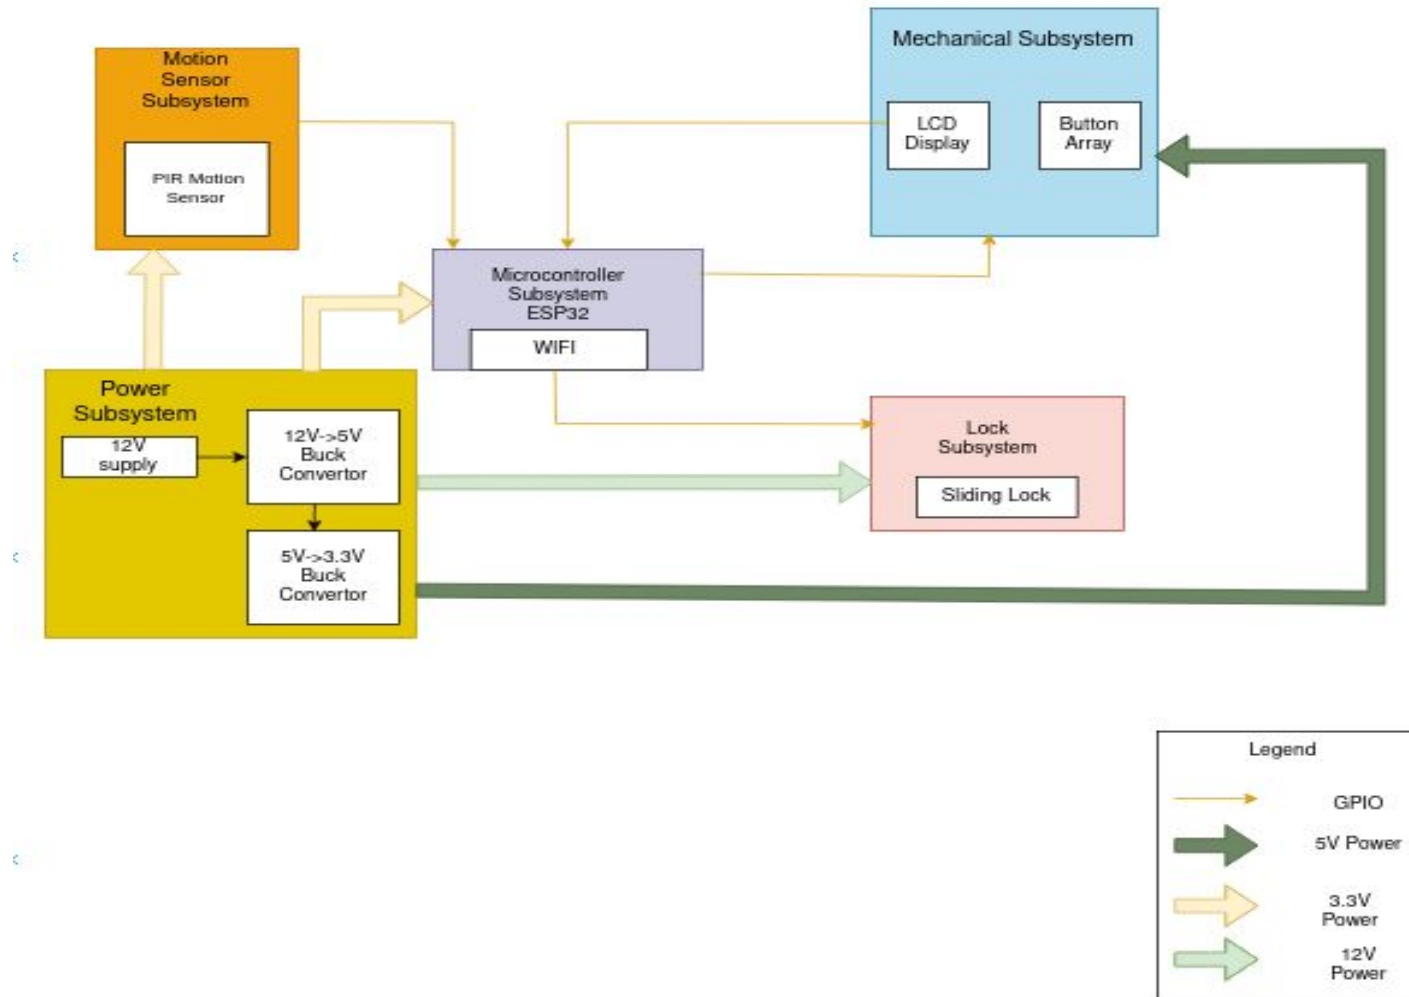 Motion
Sensor
Subsystem
PIR Motion
Sensor
Mechanical Subsystem
LCD
Display
Button
Array
Microcontroller
Subsystem
ESP32
WIFI
Power
Subsystem
12V
supply
12V->5V
Buck
Convertor
5V->3.3V
Buck
Convertor
Lock
Subsystem
Sliding Lock
Legend
GPIO
5V Power
3.3V
Power
12V
Power